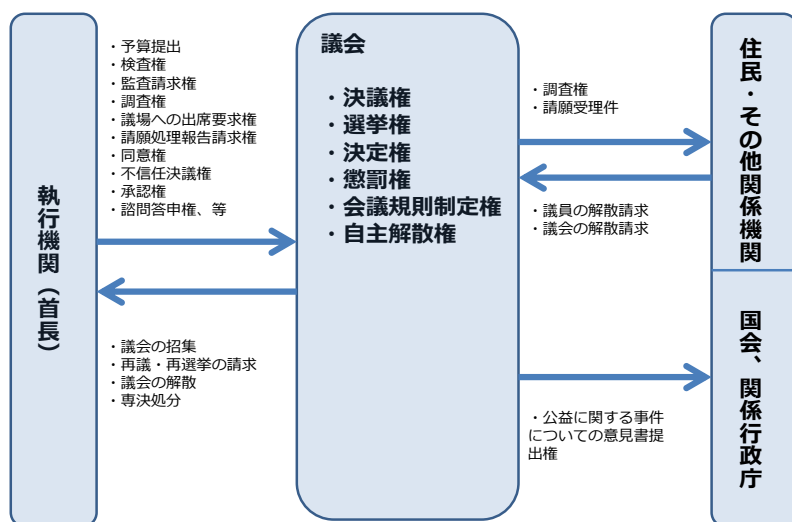 執行機関（首長）
・予算提出
・検査権
・監査請求権
・調査権
・議場への出席要求権
・請願処理報告請求権
・同意権
・不信任決議権
・承認権
・諮問答申権、等
・議会の招集
・再議・再選挙の請求
・議会の解散
・専決処分
議会
・決議権
・選挙権
・決定権
・懲罰権
・会議規則制定権
・自主解散権
・調査権
・請願受理件
・議員の解散請求
・議会の解散請求
・公益に関する事件
についての意見書提
出権
住民・その他関係機関
国会、関係行政庁